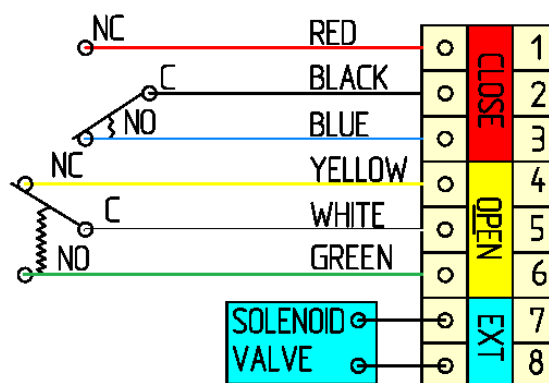 NC RED 1
C BLACK 2
NO BLUE 3
CLOSE
NC YELLOW 4
C WHITE 5
NO GREEN 6
OPEN
SOLENOID 7
VALVE 8
EXT